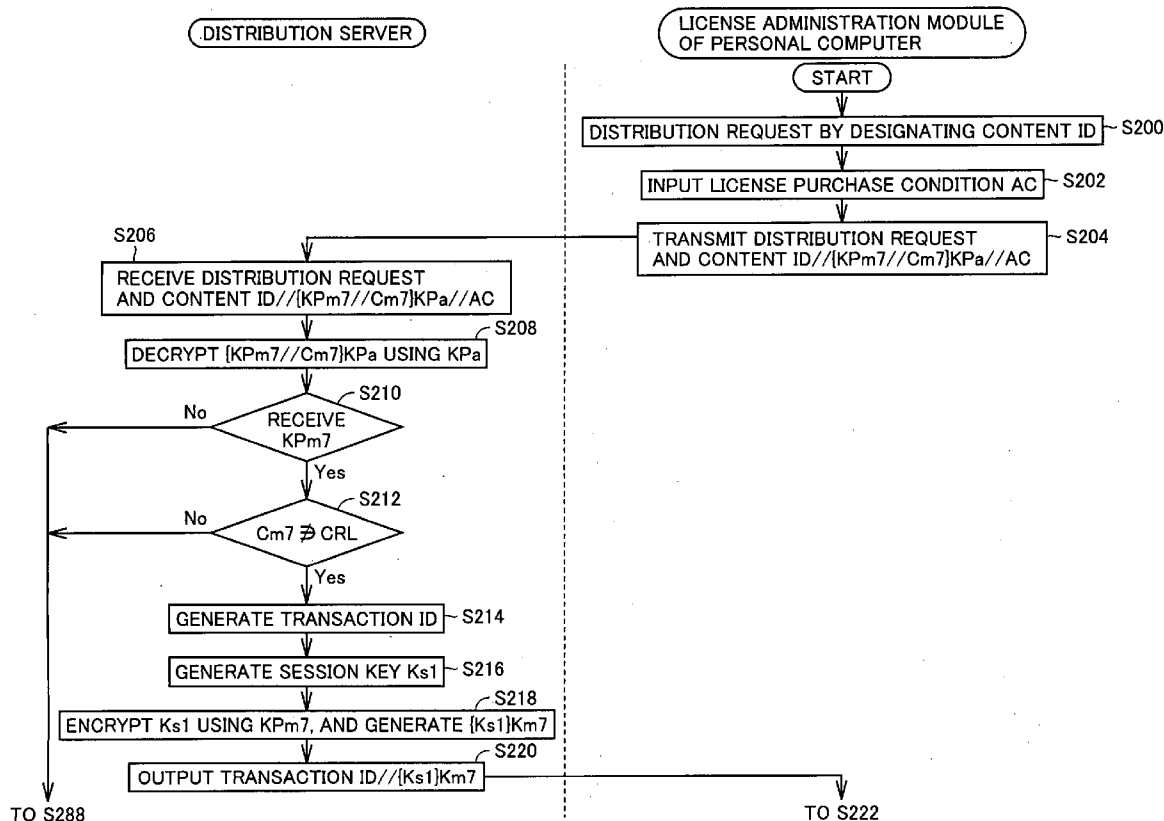 DISTRIBUTION SERVER
LICENSE ADMINISTRATION MODULE
OF PERSONAL COMPUTER
START
DISTRIBUTION REQUEST BY DESIGNATING CONTENT ID
S200
INPUT LICENSE PURCHASE CONDITION AC
S202
TRANSMIT DISTRIBUTION REQUEST
AND CONTENT ID//{KPm7//Cm7}KPa//AC
S204
S206
RECEIVE DISTRIBUTION REQUEST
AND CONTENT ID//{KPm7//Cm7}KPa//AC
S208
DECRYPT {KPm7//Cm7}KPa USING KPa
S210
No
RECEIVE
KPm7
Yes
S212
No
Cm7 ∌ CRL
Yes
GENERATE TRANSACTION ID
S214
GENERATE SESSION KEY Ks1
S216
S218
ENCRYPT Ks1 USING KPm7, AND GENERATE {Ks1}Km7
S220
OUTPUT TRANSACTION ID//{Ks1}Km7
TO S288
TO S222